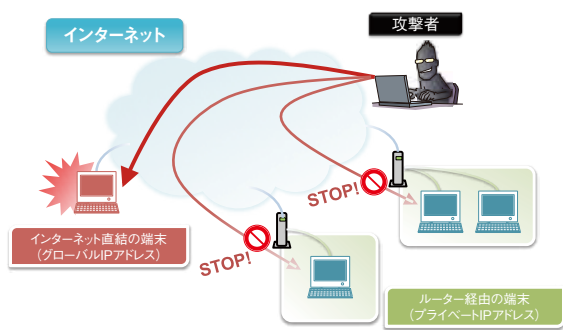 インターネット
攻撃者
STOP!
STOP!
インターネット直結の端末
（グローバルIPアドレス）
ルーター経由の端末
（プライベートIPアドレス）